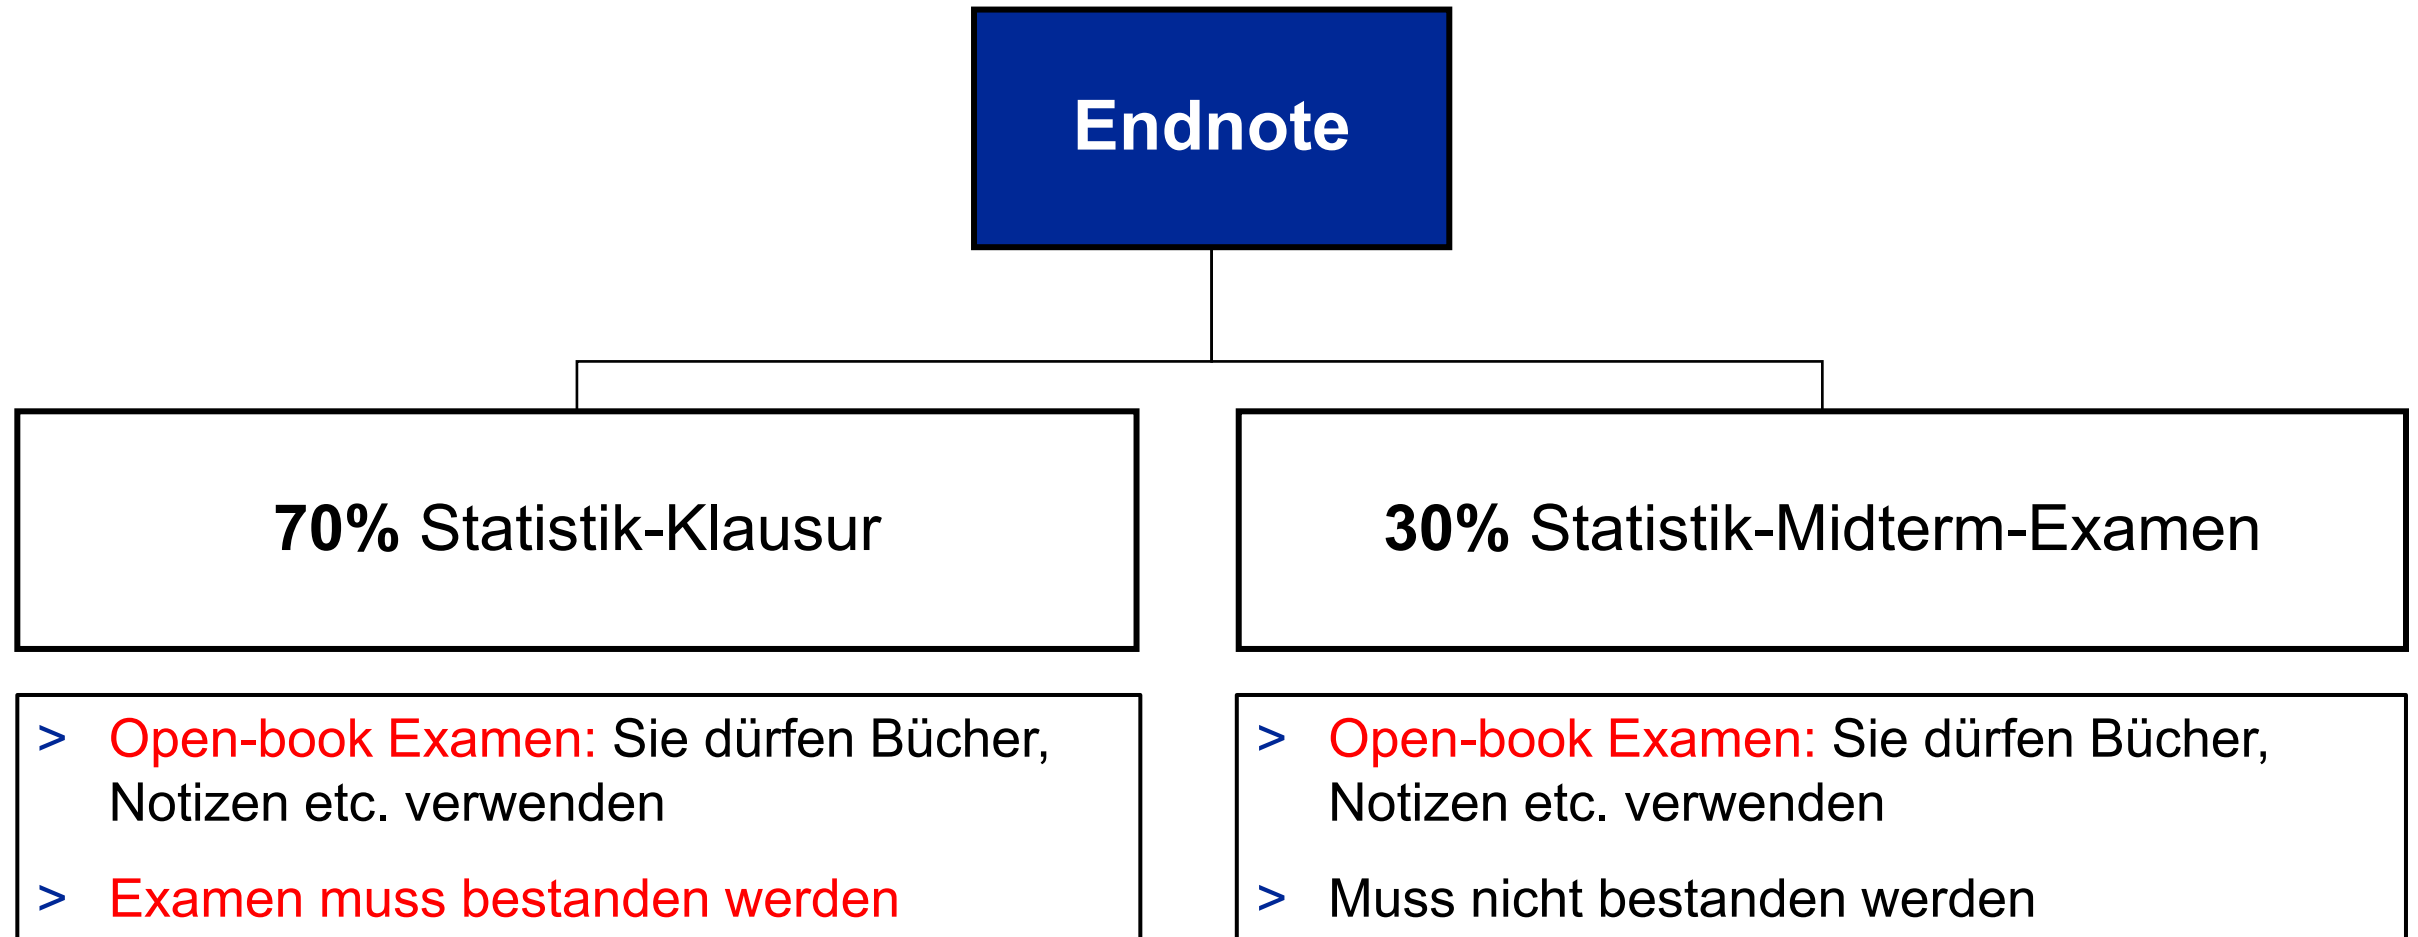 Endnote
70% Statistik-Klausur
30% Statistik-Midterm-Examen
> Open-book Examen: Sie dürfen Bücher,
Notizen etc. verwenden
> Examen muss bestanden werden
> Open-book Examen: Sie dürfen Bücher,
Notizen etc. verwenden
> Muss nicht bestanden werden